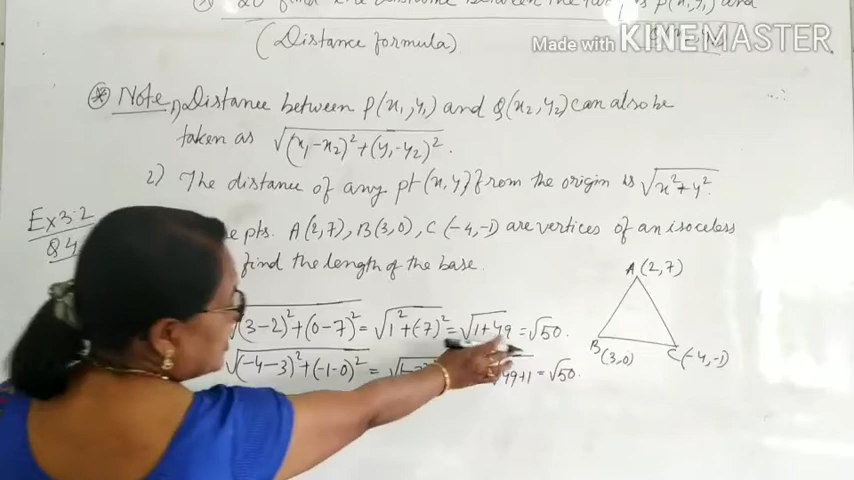 (Distance formula)
Made with KINEMASTER
* Note 1) Distance between P(x₁, y₁) and Q(x₂, y₂) can also be
taken as √(x₁-x₂)²+(y₁-y₂)².
2) The distance of any pt (x, y) from the origin is √x²+y².
Ex 3.2
Q 4
pts. A(2,7), B(3,0), C(-4,-1) are vertices of an isoceless
find the length of the base.
A(2,7)
√(3-2)²+(0-7)² = √1²+(-7)² = √1+49 = √50.
B(3,0)
C(-4,-1)
√(-4-3)²+(-1-0)² = 49+1 = √50.